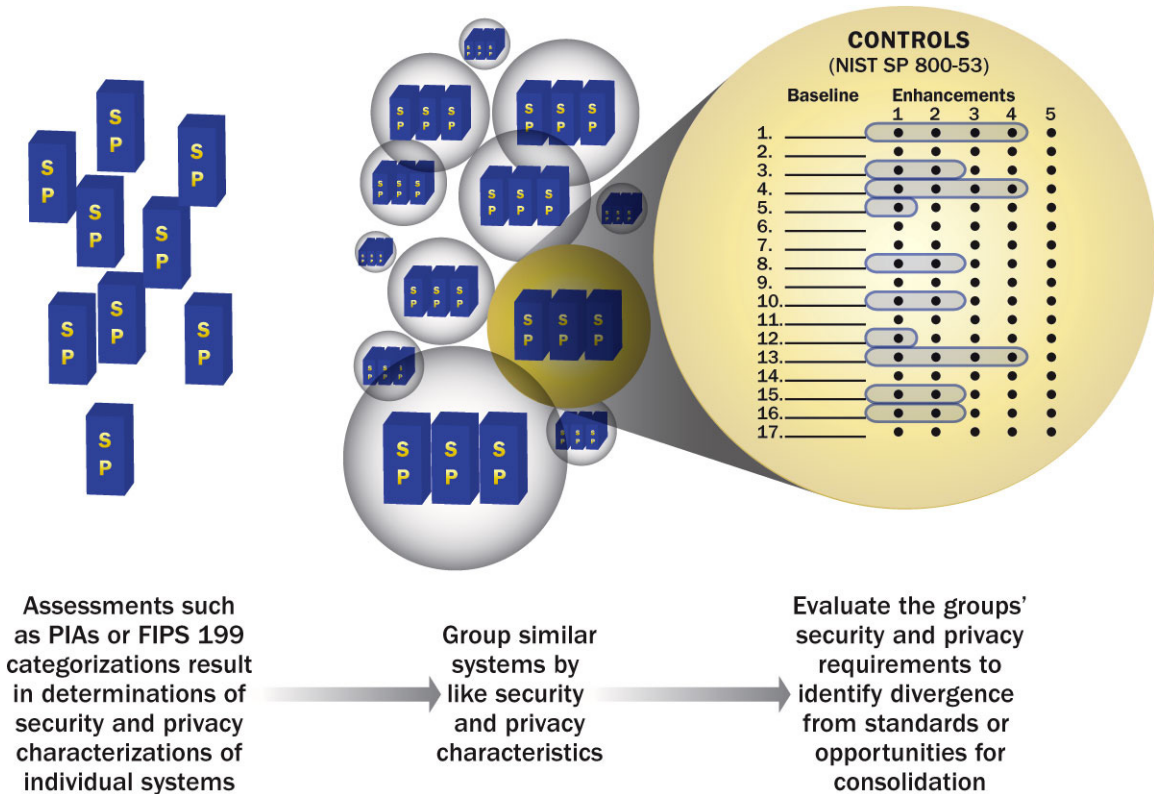 S
P
S
P
S
P
S
P
S
P
S
P
S
P
S
P
S
P
S P S P S P
S S S
P P P
S S S
P P P
S S S
P P P
S S S
P P P
S S S
P P P
S S S
P P P
S S S
P P P
S S S
P P P
S S S
P P P
CONTROLS
(NIST SP 800-53)
Baseline Enhancements
1 2 3 4 5
1.
2.
3.
4.
5.
6.
7.
8.
9.
10.
11.
12.
13.
14.
15.
16.
17.
Assessments such
as PIAs or FIPS 199
categorizations result
in determinations of
security and privacy
characterizations of
individual systems
Group similar
systems by
like security
and privacy
characteristics
Evaluate the groups’
security and privacy
requirements to
identify divergence
from standards or
opportunities for
consolidation